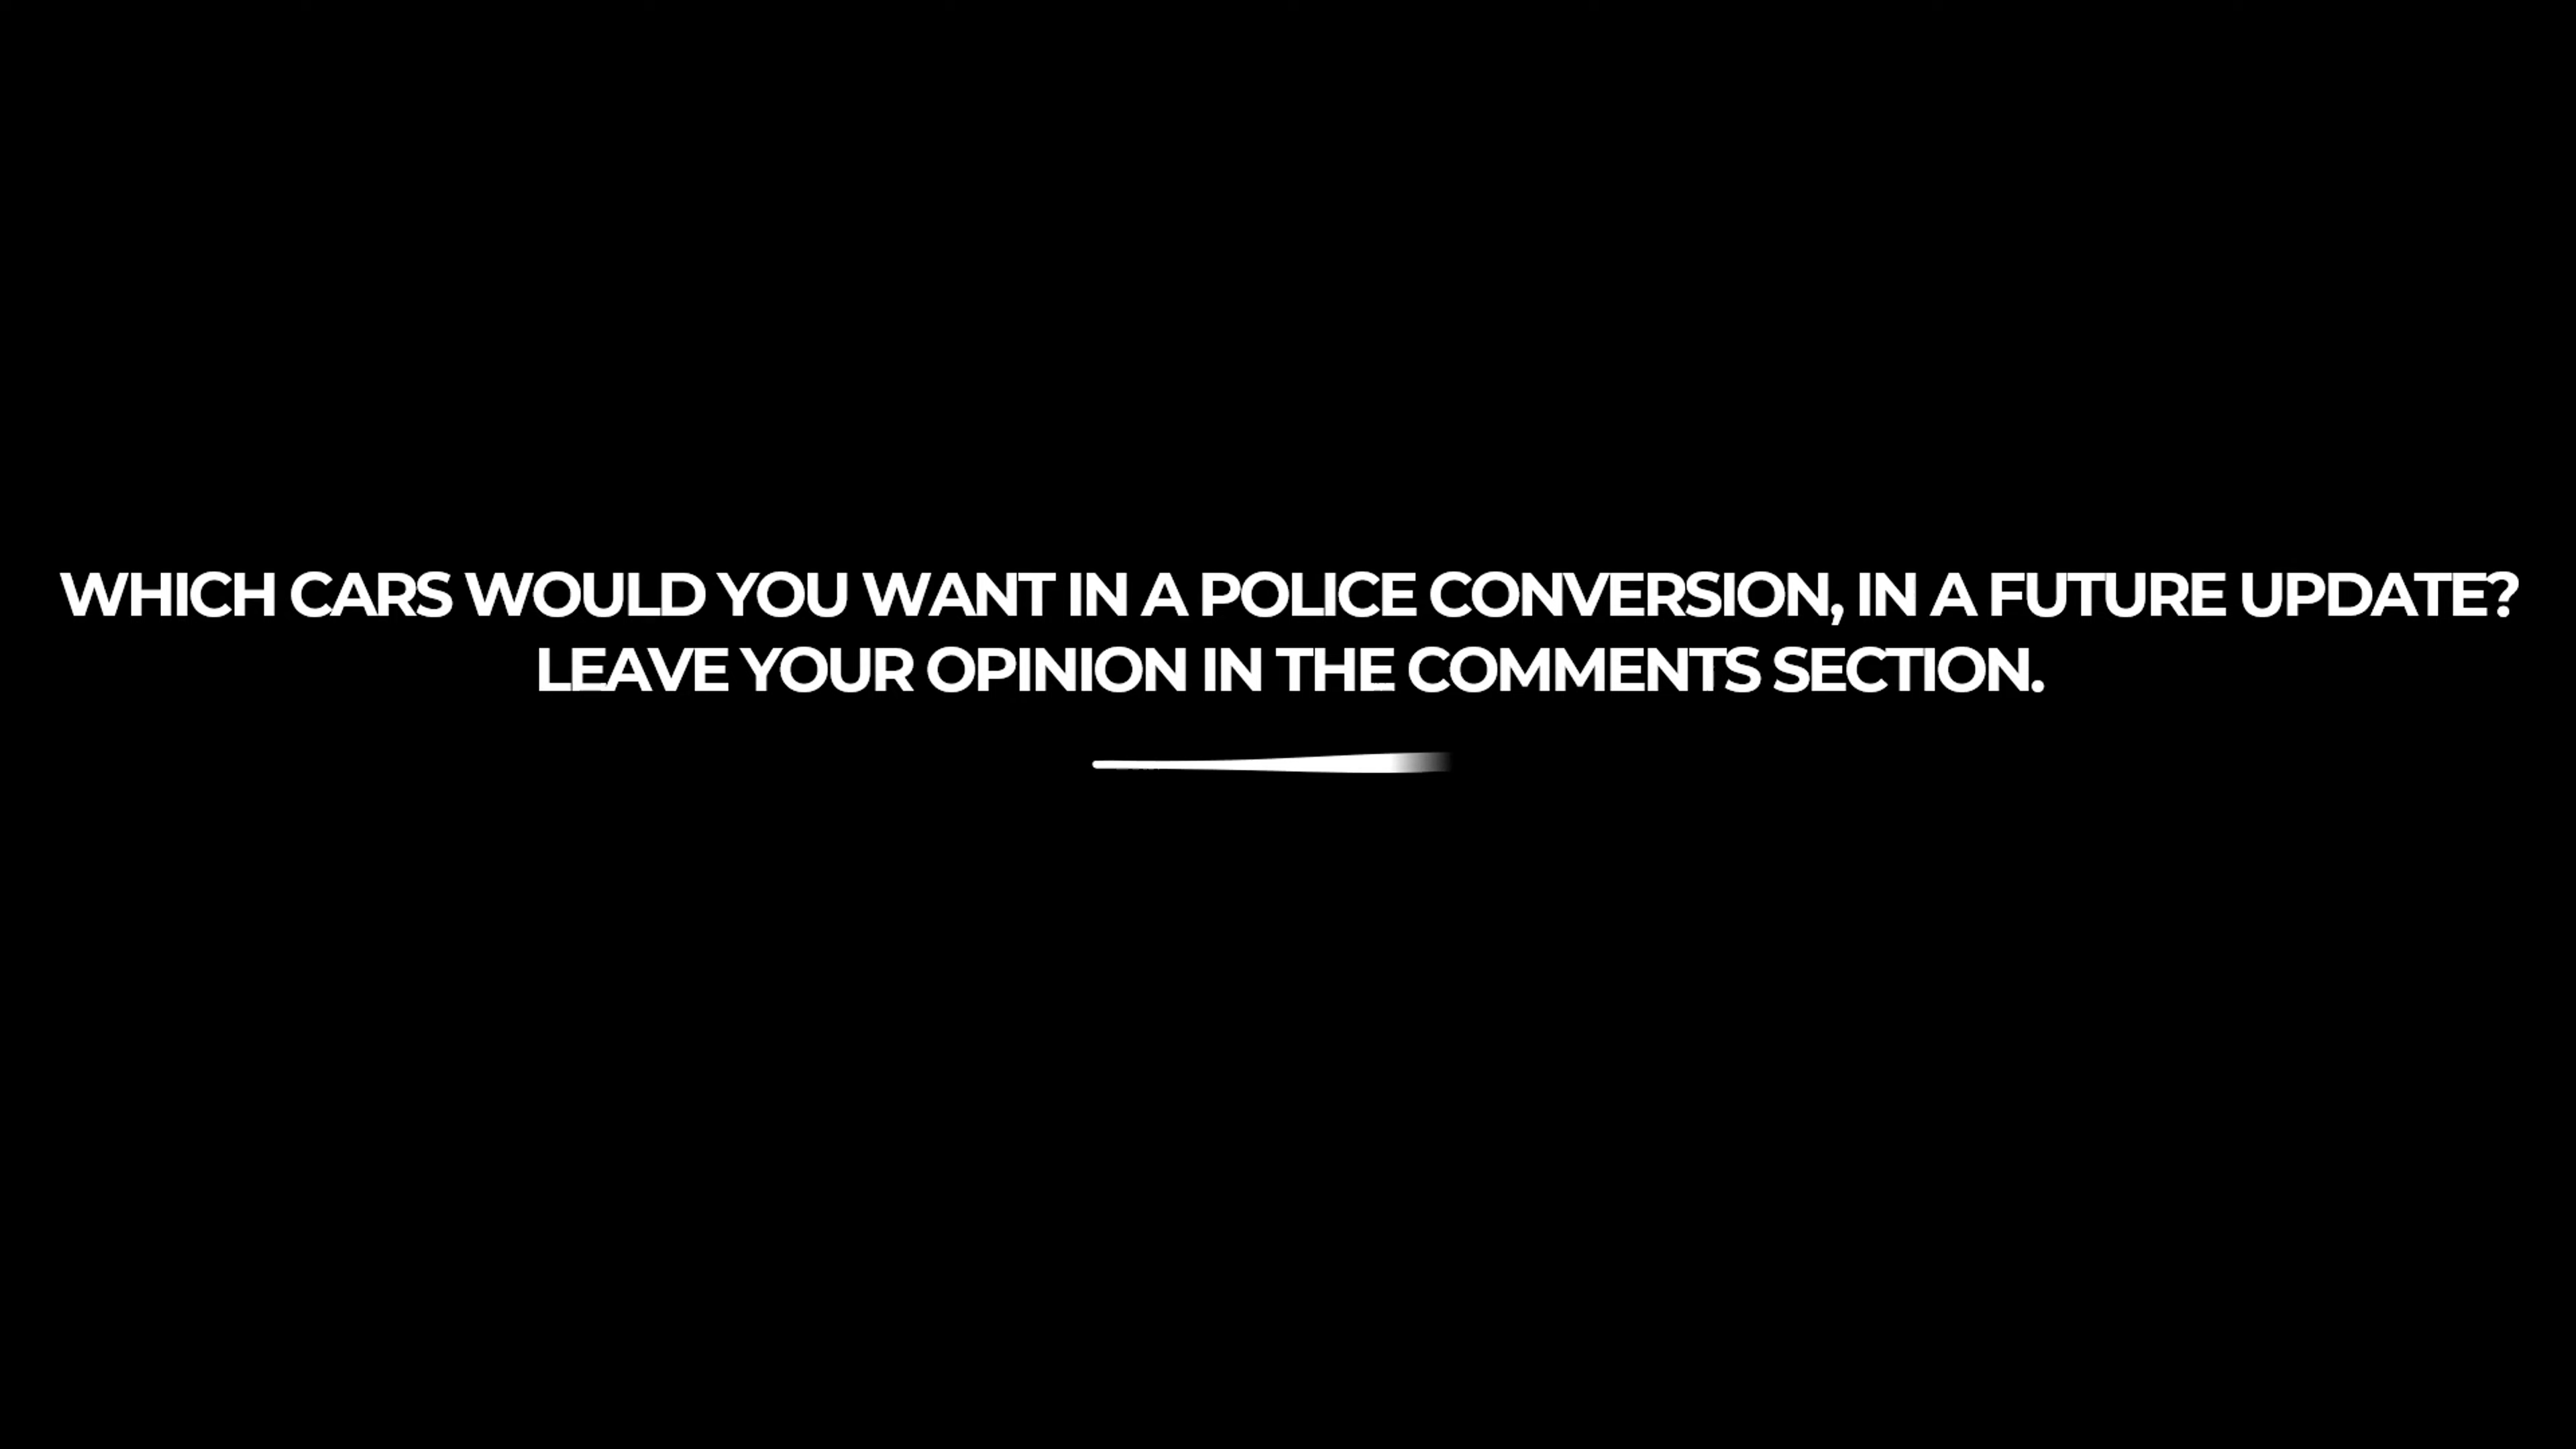 WHICH CARS WOULD YOU WANT IN A POLICE CONVERSION, IN A FUTURE UPDATE?
LEAVE YOUR OPINION IN THE COMMENTS SECTION.